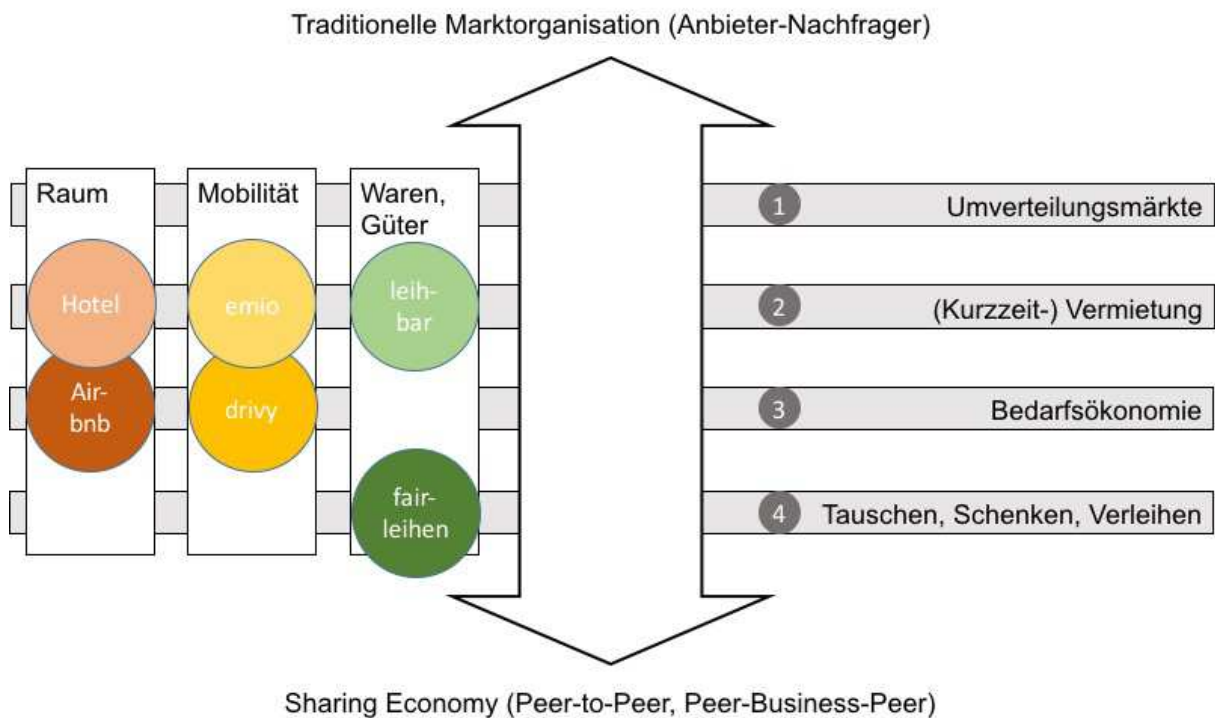 Traditionelle Marktorganisation (Anbieter-Nachfrager)
Raum
Mobilität
Waren,
Güter
Hotel
emio
leih-
bar
Air-
bnb
drivy
fair-
leihen
1 Umverteilungsmärkte
2 (Kurzzeit-) Vermietung
3 Bedarfsökonomie
4 Tauschen, Schenken, Verleihen
Sharing Economy (Peer-to-Peer, Peer-Business-Peer)